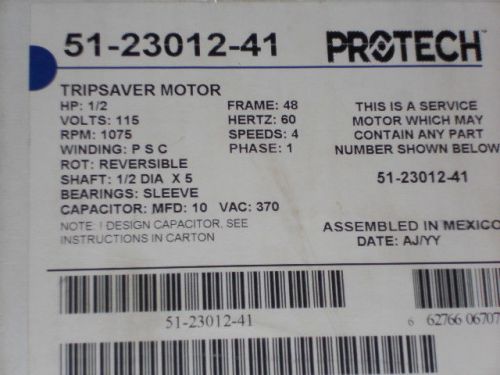 51-23012-41 PROTECH™
TRIPSAVER MOTOR
HP: 1/2 FRAME: 48
VOLTS: 115 HERTZ: 60
RPM: 1075 SPEEDS: 4
WINDING: P S C PHASE: 1
ROT: REVERSIBLE
SHAFT: 1/2 DIA X 5
BEARINGS: SLEEVE
CAPACITOR: MFD: 10 VAC: 370
NOTE: ! DESIGN CAPACITOR, SEE
INSTRUCTIONS IN CARTON
THIS IS A SERVICE
MOTOR WHICH MAY
CONTAIN ANY PART
NUMBER SHOWN BELOW
51-23012-41
ASSEMBLED IN MEXICO
DATE: AJ/YY
51-23012-41
6 62766 06707